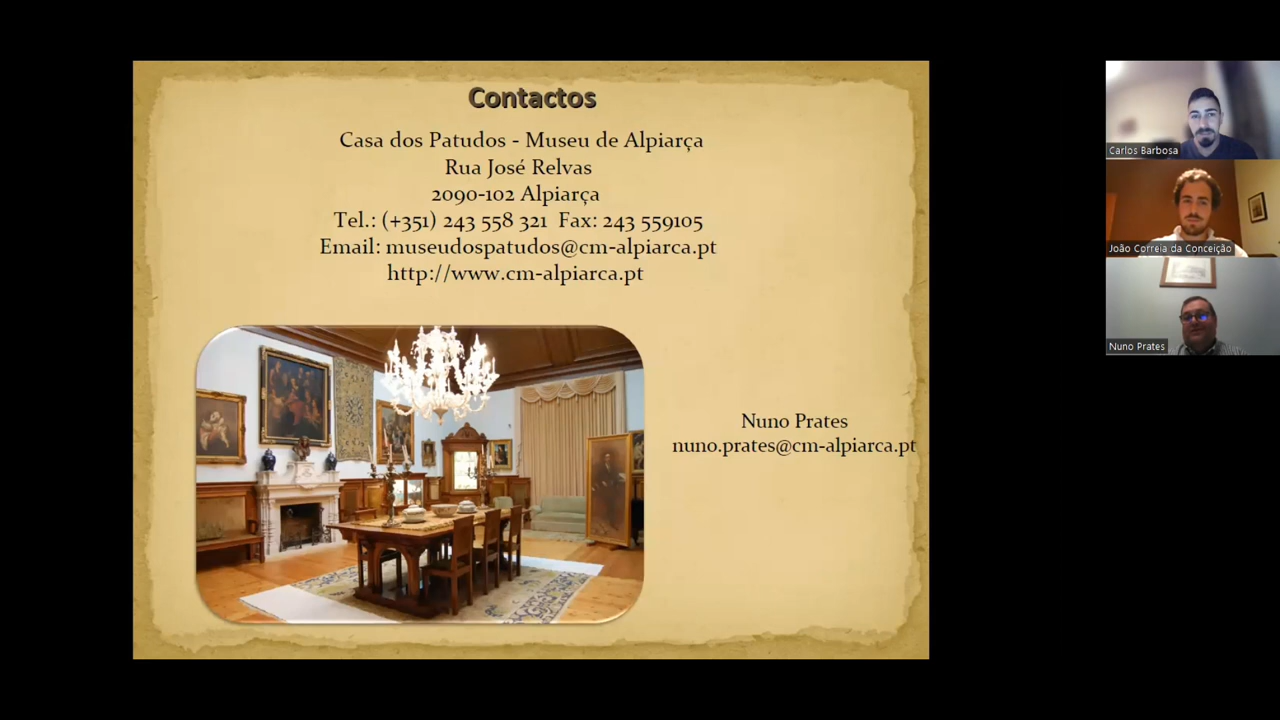 Contactos
Casa dos Patudos - Museu de Alpiarça
Rua José Relvas
2090-102 Alpiarça
Tel.: (+351) 243 558 321  Fax: 243 559105
Email: museudospatudos@cm-alpiarca.pt
http://www.cm-alpiarca.pt
Nuno Prates
nuno.prates@cm-alpiarca.pt
Carlos Barbosa
João Correia da Conceição
Nuno Prates